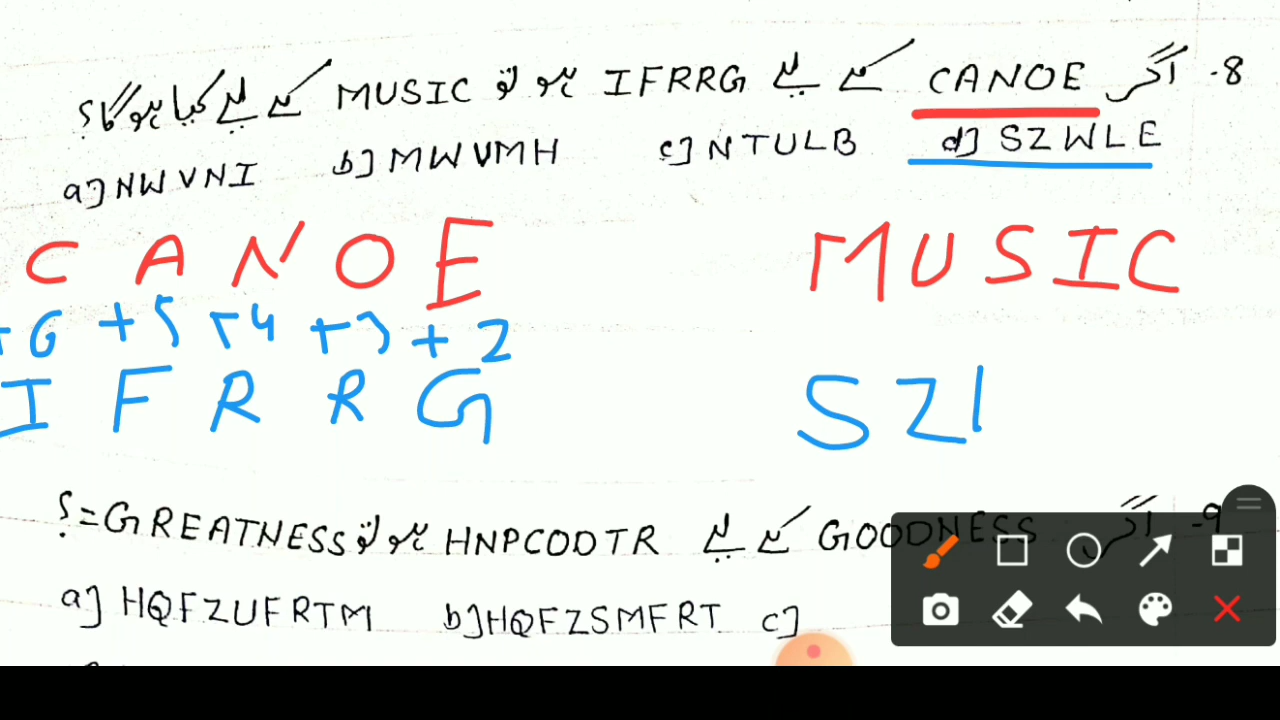 8- اگر CANOE کے لیے IFRRG ہو تو MUSIC کے لیے کیا ہوگا؟
a] NWVNI b] MWVMH c] NTULB d] SZWLE
C A N O E MUSIC
+6 +5 +4 +3 +2
I F R R G SZ
9- اگر GOODNESS کے لیے HNPCODTR ہو تو GREATNESS=؟
a] HQFZUFRTM b] HQFZSMFRT c]